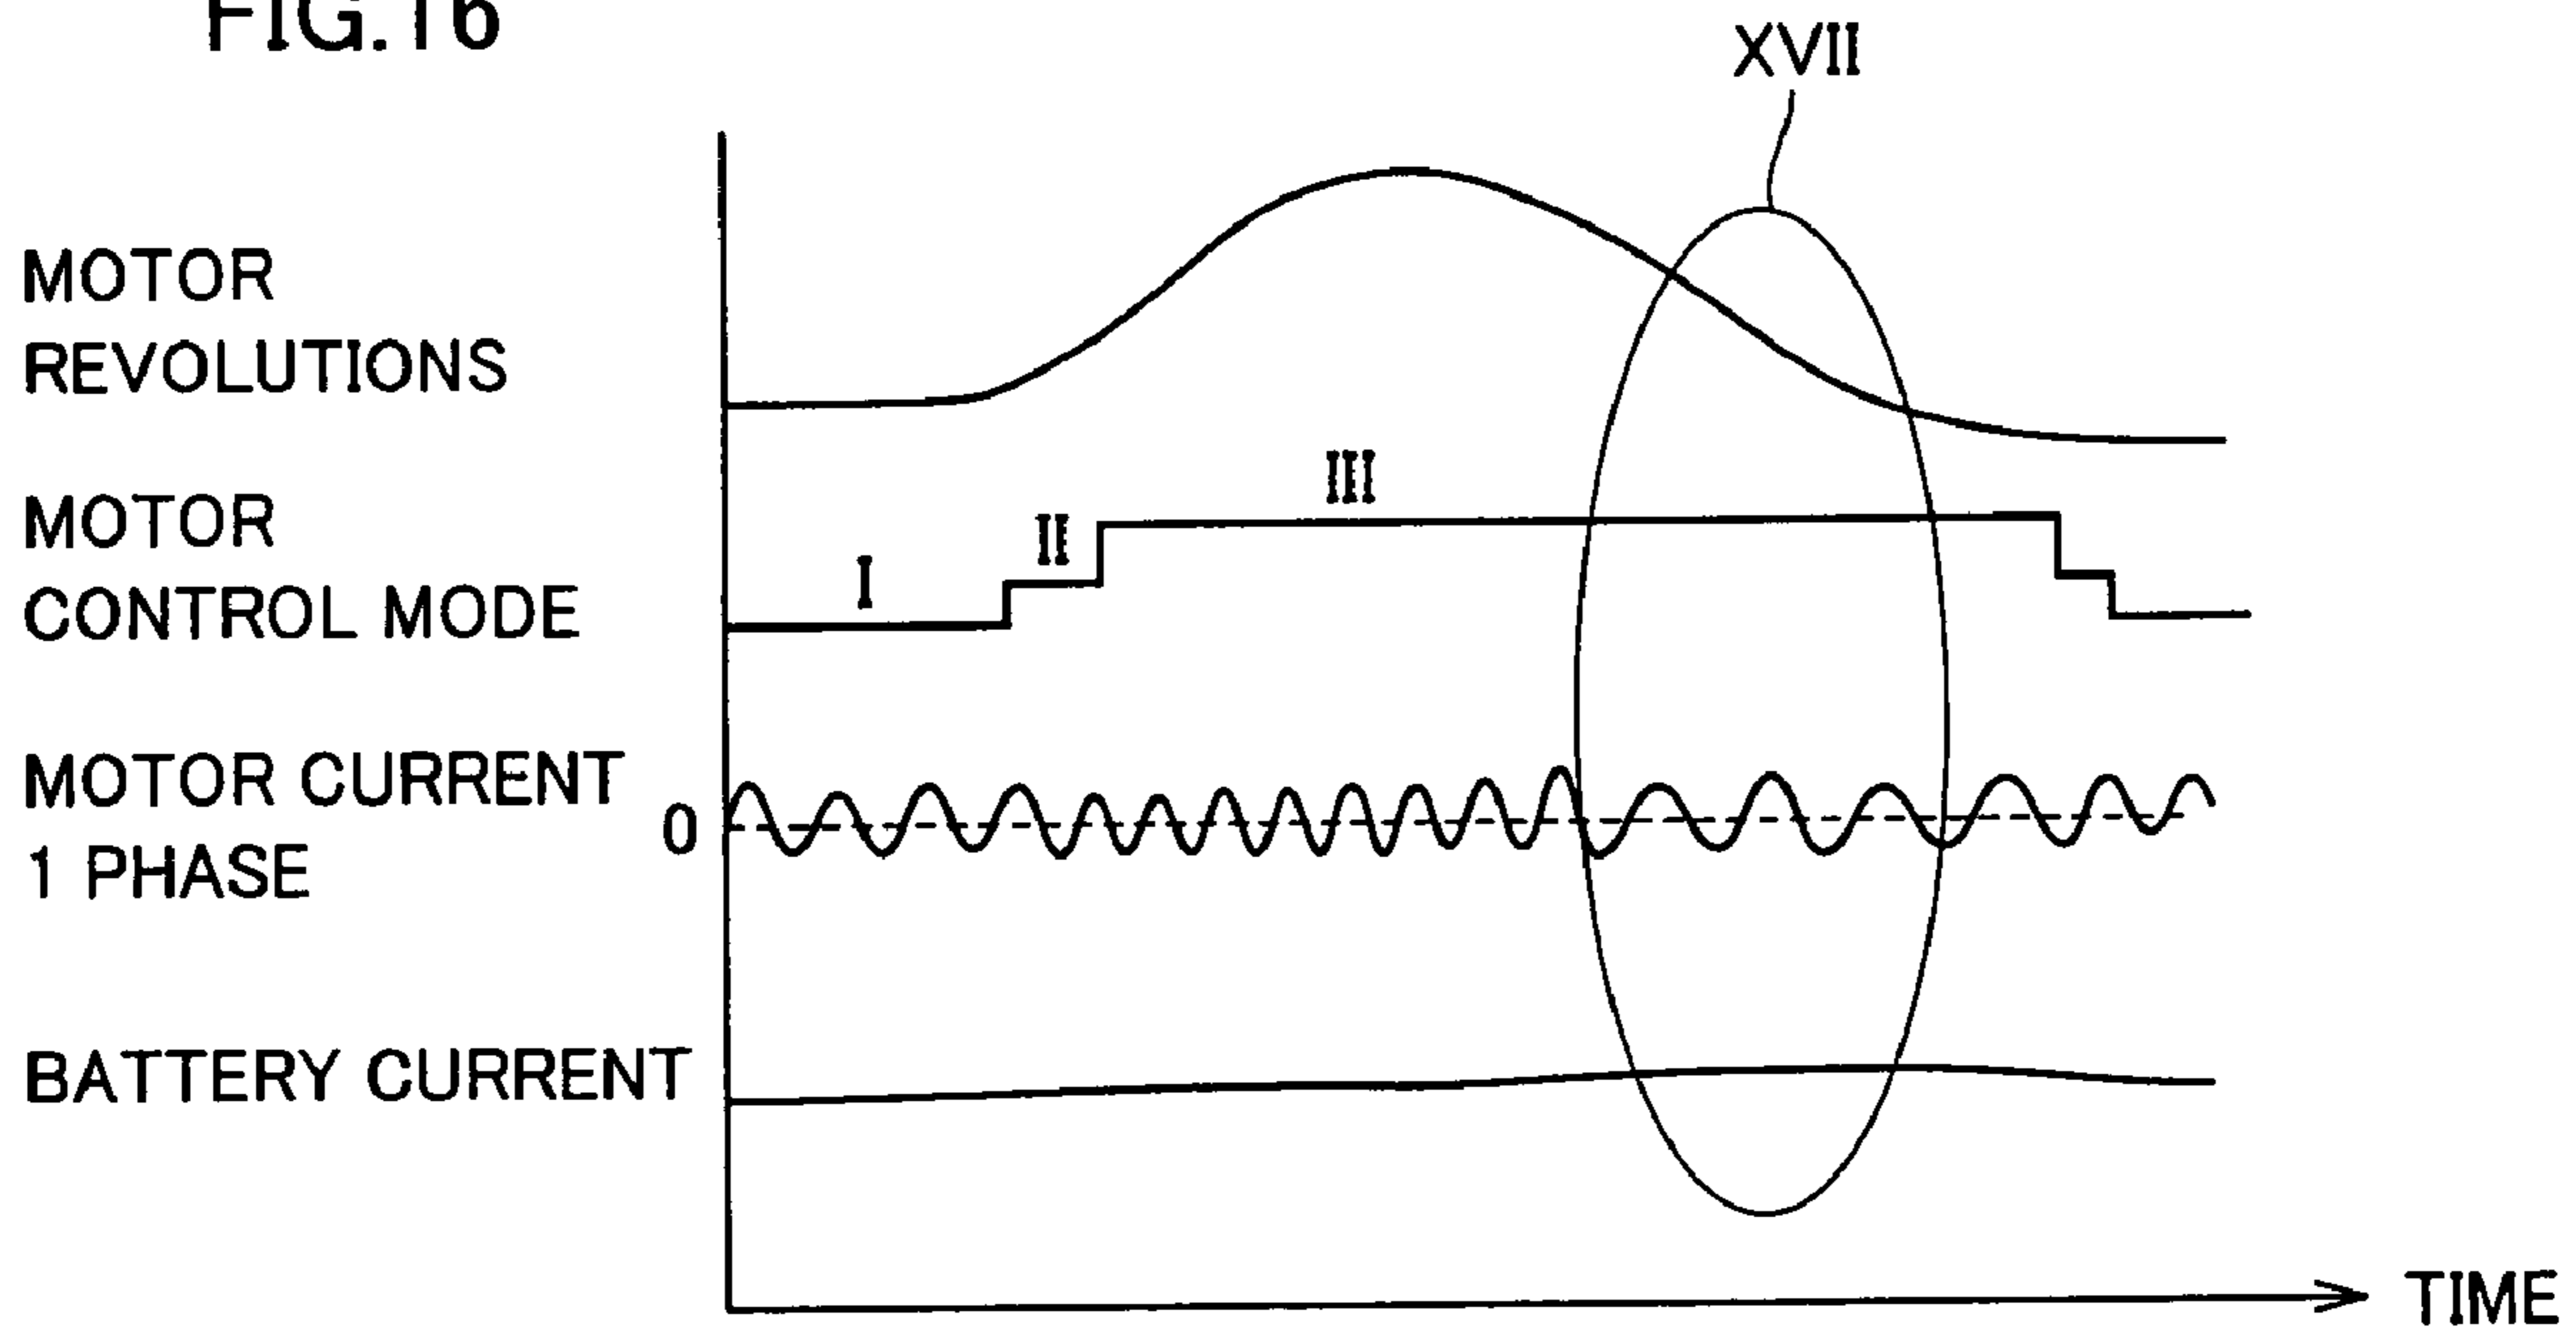 FIG.16
XVII
MOTOR
REVOLUTIONS
III
MOTOR
CONTROL MODE
II
I
MOTOR CURRENT
1 PHASE
0
BATTERY CURRENT
TIME